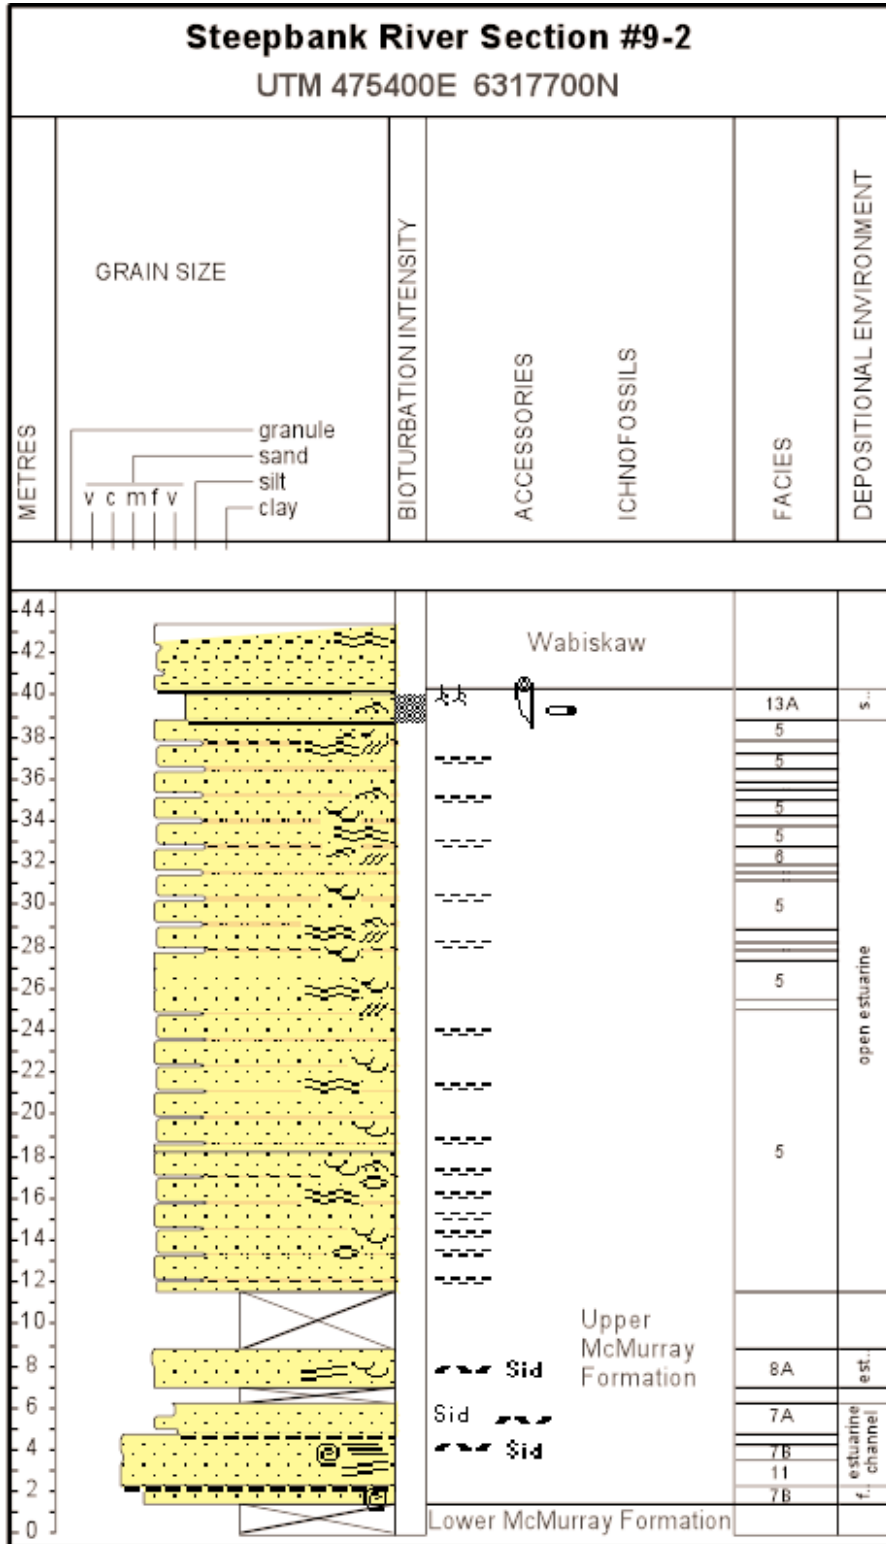 Steepbank River Section #9-2
UTM 475400E 6317700N
METRES
GRAIN SIZE
granule
sand
silt
clay
v c m f v
BIOTURBATION INTENSITY
ACCESSORIES
ICHNOFOSSILS
FACIES
DEPOSITIONAL ENVIRONMENT
44
42
Wabiskaw
40
13A
s..
38
5
5
36
34
5
5
32
6
30
5
28
26
5
24
22
20
18
5
16
14
12
open estuarine
10
Upper
McMurray
Formation
8
Sid
8A
est..
6
Sid
7A
4
Sid
7B
estuarine
channel
11
2
7B
f..
0
Lower McMurray Formation